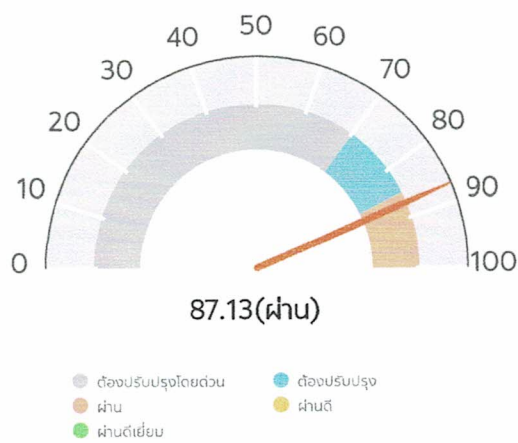 50
40
60
30
70
20
80
10
90
0
100
87.13(ผ่าน)
ต้องปรับปรุงโดยด่วน
ต้องปรับปรุง
ผ่าน
ผ่านดี
ผ่านดีเยี่ยม